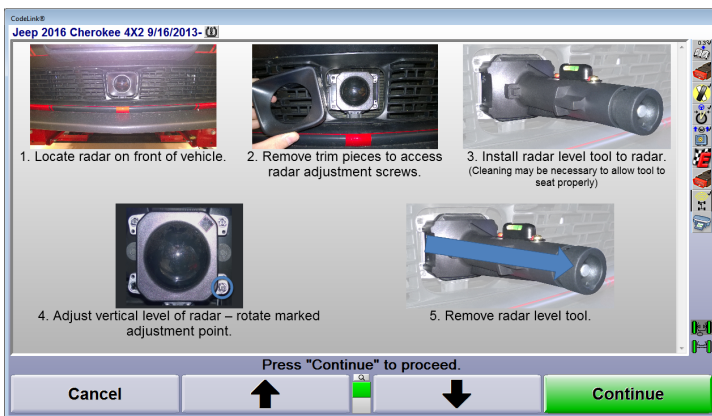 CodeLink®
Jeep 2016 Cherokee 4X2 9/16/2013-
1. Locate radar on front of vehicle.
2. Remove trim pieces to access
radar adjustment screws.
3. Install radar level tool to radar.
(Cleaning may be necessary to allow tool to
seat properly)
4. Adjust vertical level of radar – rotate marked
adjustment point.
5. Remove radar level tool.
Press "Continue" to proceed.
Cancel
Continue